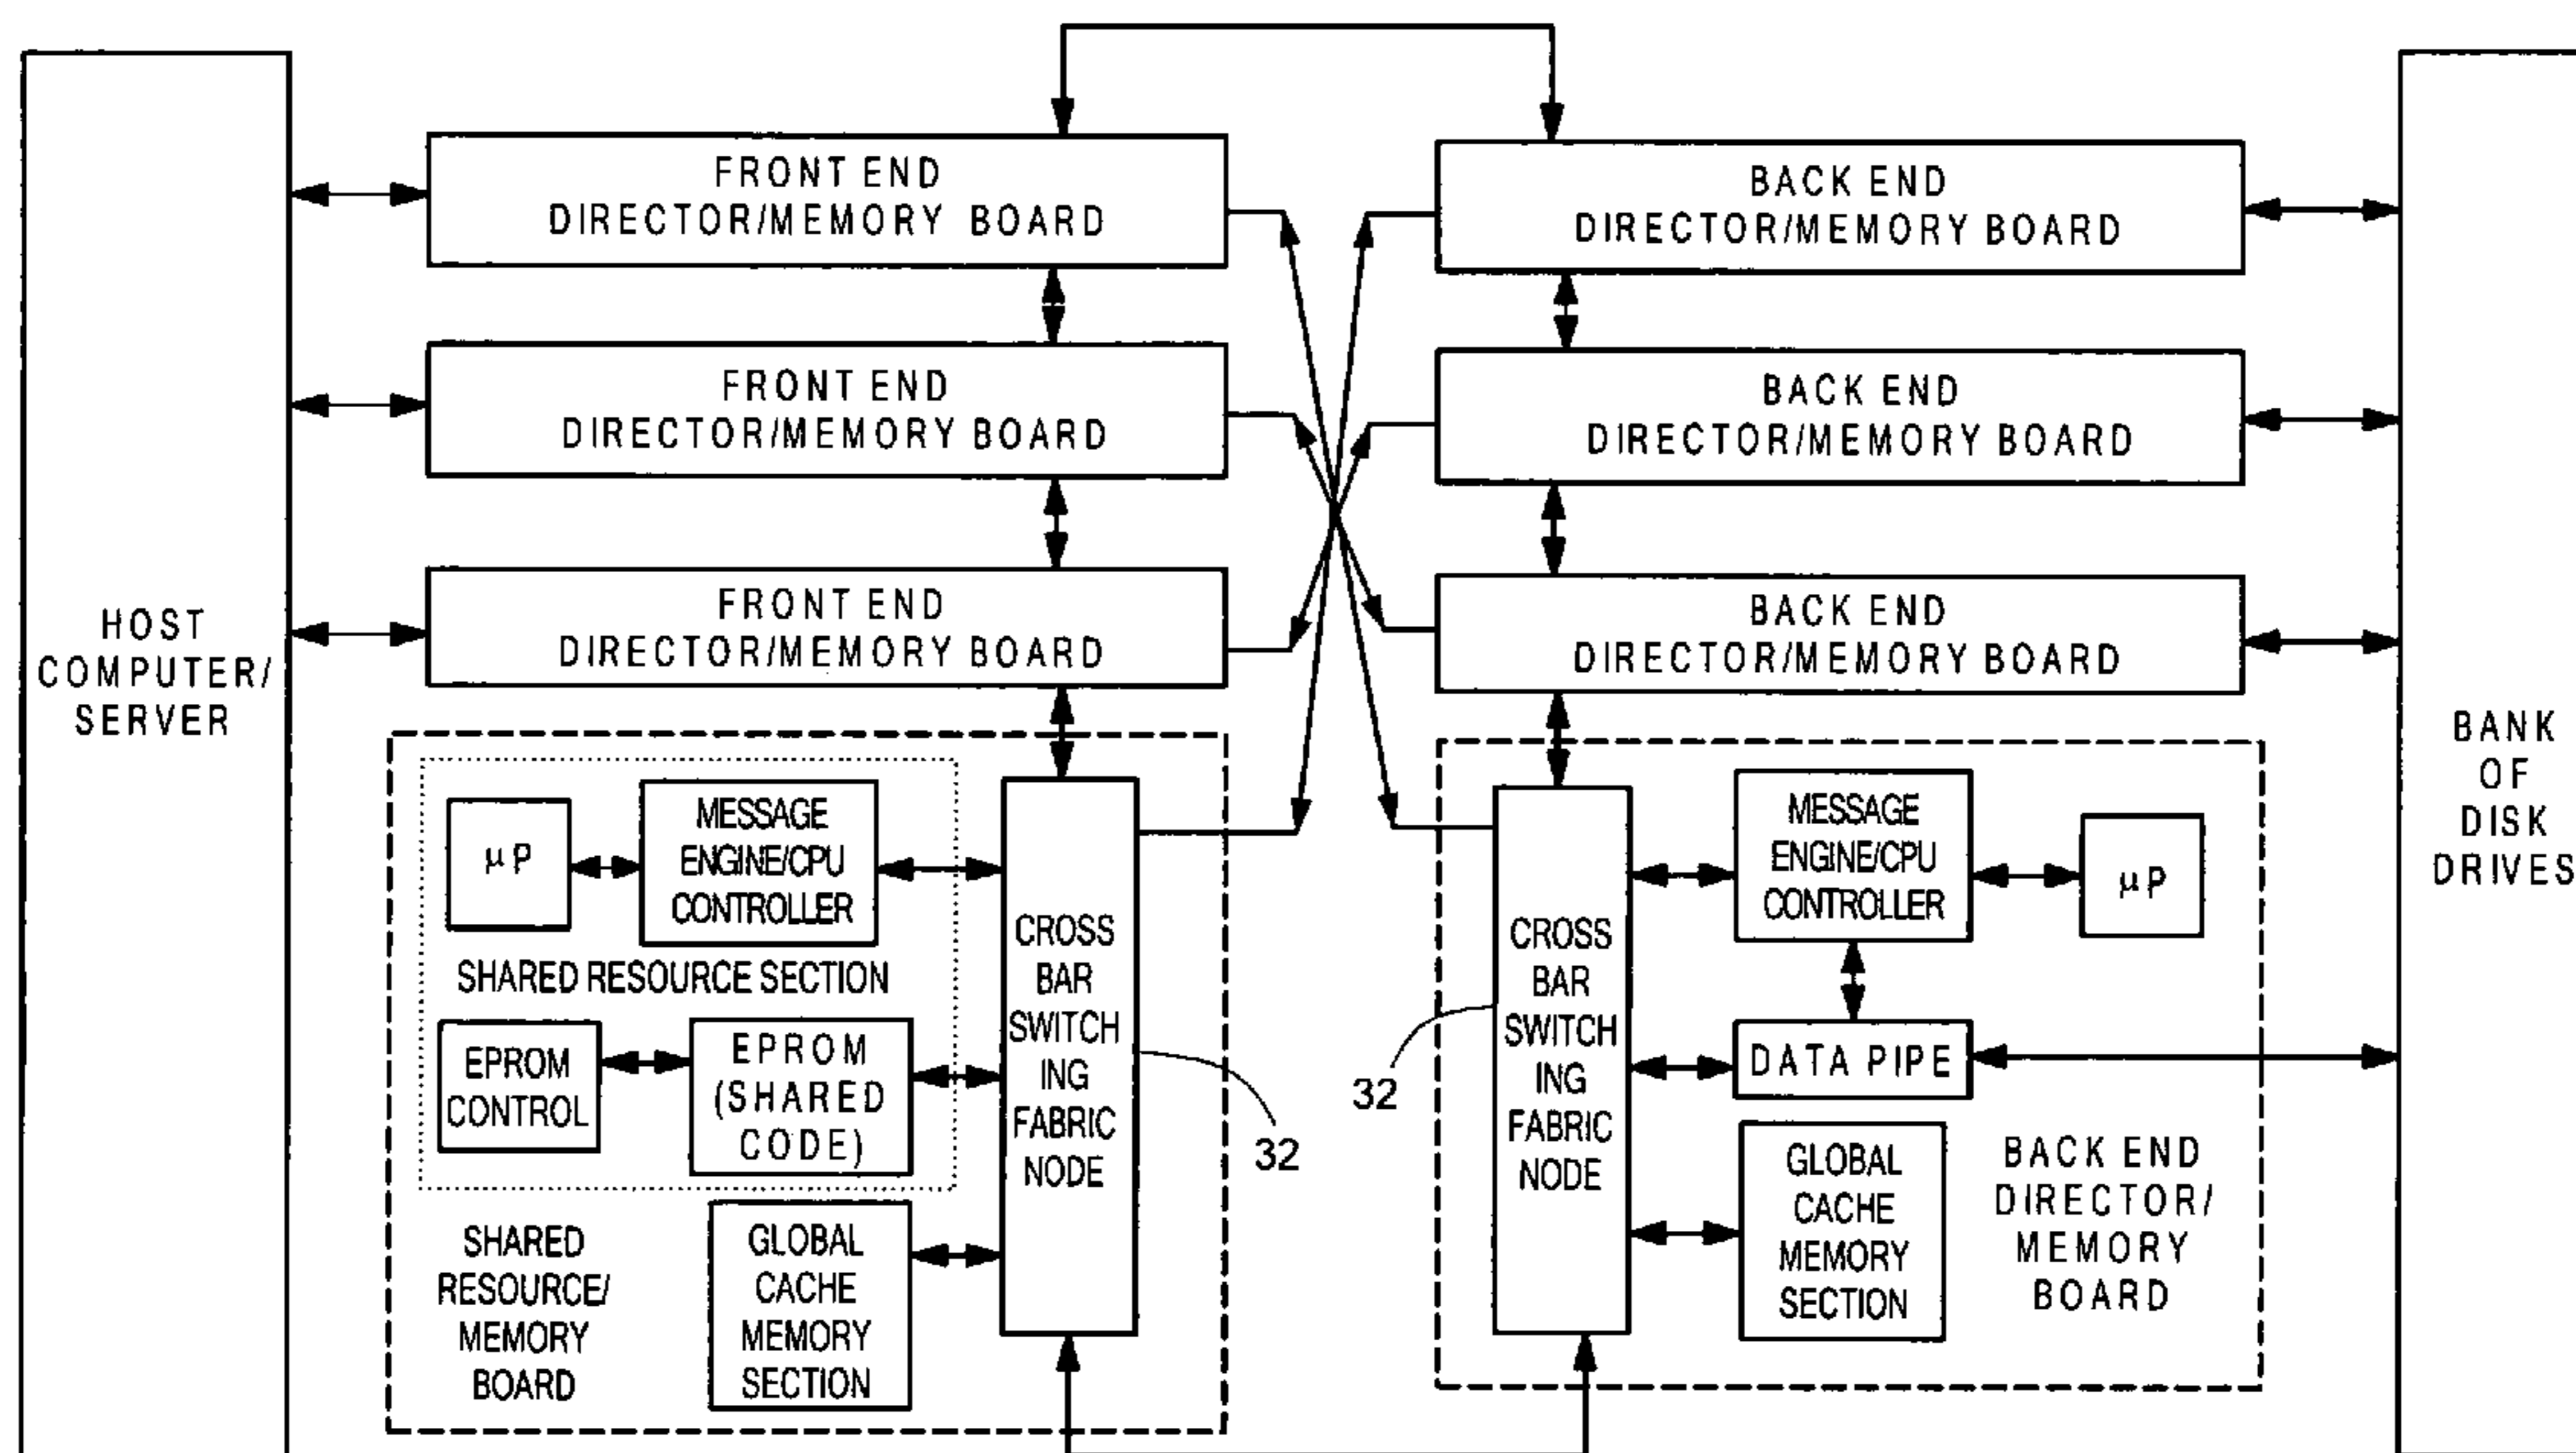 HOST
COMPUTER/
SERVER
FRONT END
DIRECTOR/MEMORY BOARD
FRONT END
DIRECTOR/MEMORY BOARD
FRONT END
DIRECTOR/MEMORY BOARD
BACK END
DIRECTOR/MEMORY BOARD
BACK END
DIRECTOR/MEMORY BOARD
BACK END
DIRECTOR/MEMORY BOARD
μP
MESSAGE
ENGINE/CPU
CONTROLLER
SHARED RESOURCE SECTION
EPROM
CONTROL
EPROM
(SHARED
CODE)
SHARED
RESOURCE/
MEMORY
BOARD
GLOBAL
CACHE
MEMORY
SECTION
CROSS
BAR
SWITCH
ING
FABRIC
NODE
32
32
CROSS
BAR
SWITCH
ING
FABRIC
NODE
MESSAGE
ENGINE/CPU
CONTROLLER
μP
DATA PIPE
GLOBAL
CACHE
MEMORY
SECTION
BACK END
DIRECTOR/
MEMORY
BOARD
BANK
OF
DISK
DRIVES